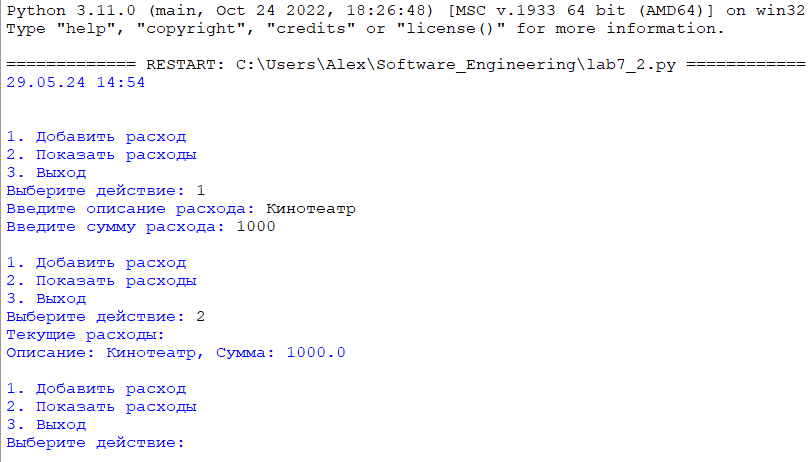 Python 3.11.0 (main, Oct 24 2022, 18:26:48) [MSC v.1933 64 bit (AMD64)] on win32
Type "help", "copyright", "credits" or "license()" for more information.
============= RESTART: C:\Users\Alex\Software_Engineering\lab7_2.py ============
29.05.24 14:54
1. Добавить расход
2. Показать расходы
3. Выход
Выберите действие: 1
Введите описание расхода: Кинотеатр
Введите сумму расхода: 1000
1. Добавить расход
2. Показать расходы
3. Выход
Выберите действие: 2
Текущие расходы:
Описание: Кинотеатр, Сумма: 1000.0
1. Добавить расход
2. Показать расходы
3. Выход
Выберите действие: